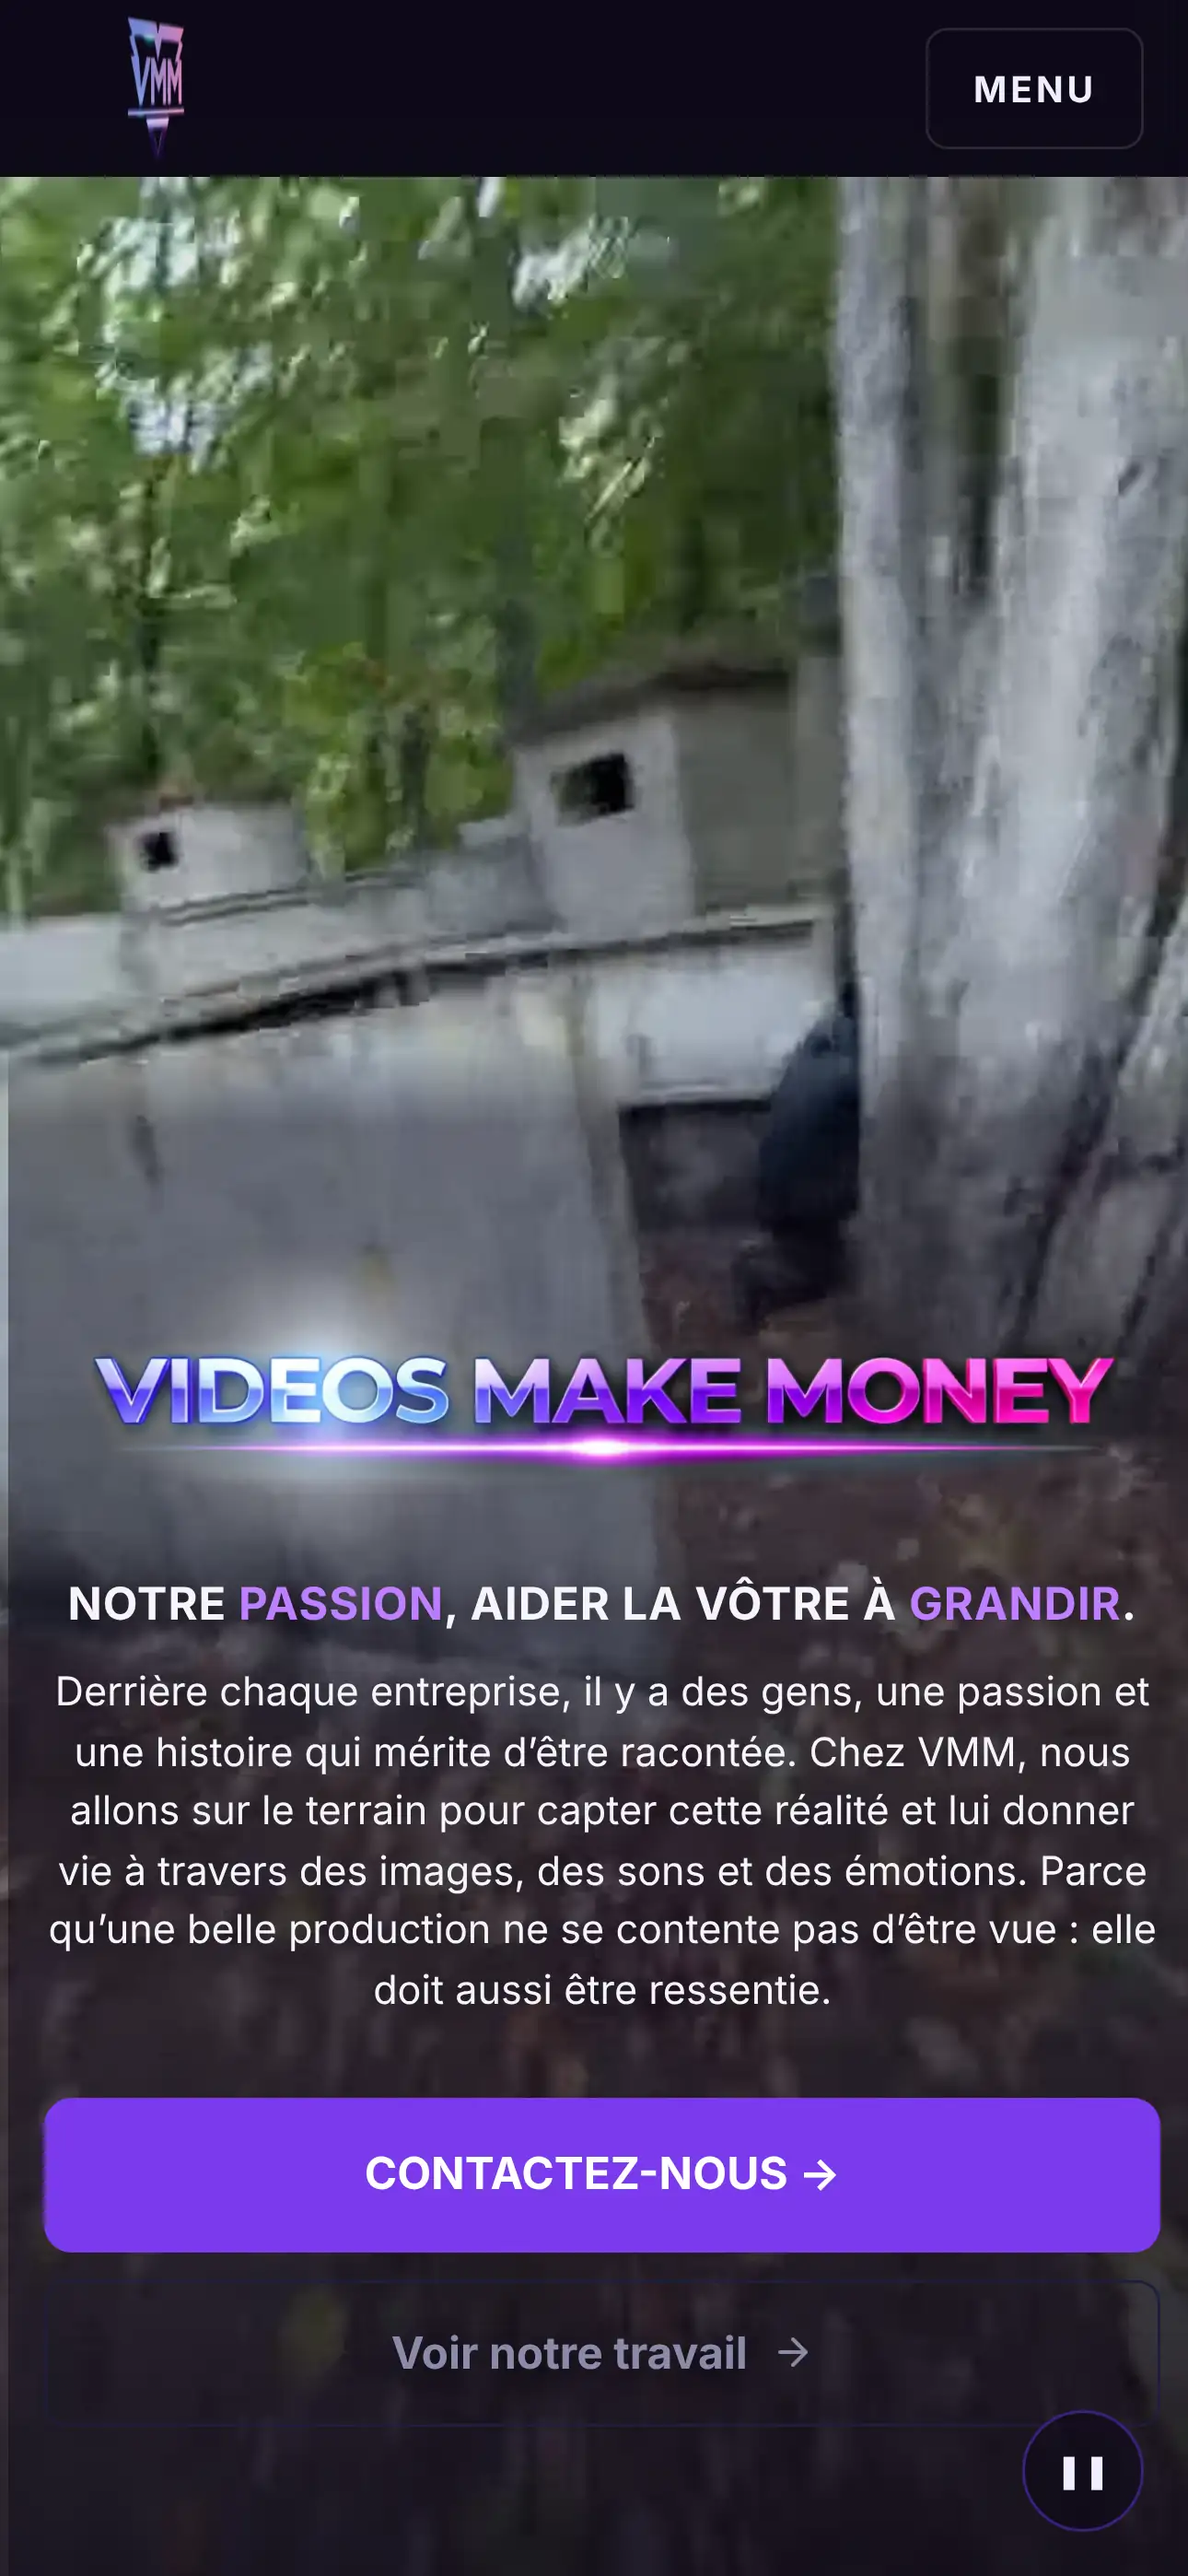 VMM
MENU
VIDEOS MAKE MONEY
NOTRE PASSION, AIDER LA VÔTRE À GRANDIR.
Derrière chaque entreprise, il y a des gens, une passion et
une histoire qui mérite d’être racontée. Chez VMM, nous
allons sur le terrain pour capter cette réalité et lui donner
vie à travers des images, des sons et des émotions. Parce
qu’une belle production ne se contente pas d’être vue : elle
doit aussi être ressentie.
CONTACTEZ-NOUS →
Voir notre travail →